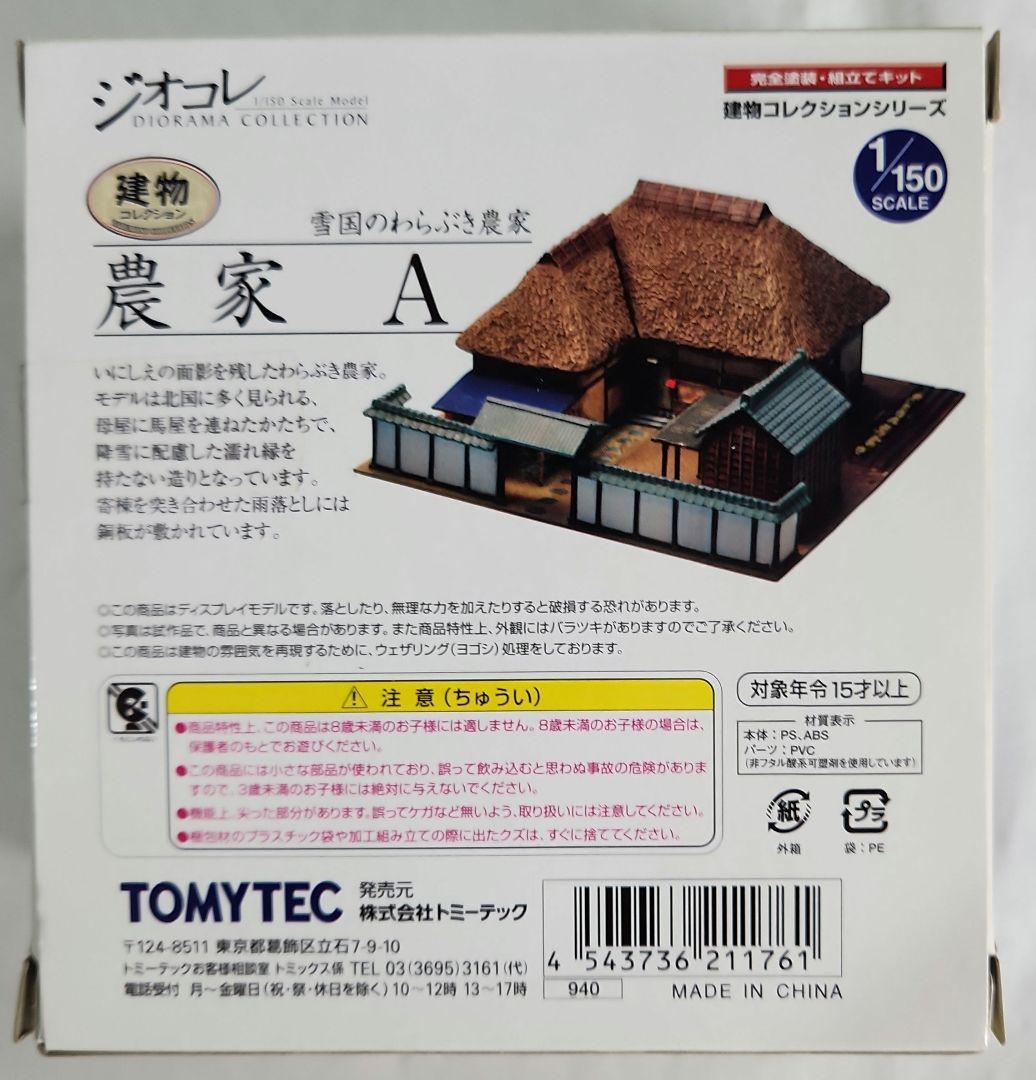 ジオコレ
1/150 Scale Model
DIORAMA COLLECTION
完全塗装・組立てキット
建物コレクションシリーズ
1/150
SCALE
建物
コレクション
雪国のわらぶき農家
農家 A
いにしえの面影を残したわらぶき農家。
モデルは北国に多く見られる、
母屋に馬屋を連ねたかたちで、
降雪に配慮した濡れ縁を
持たない造りとなっています。
寄棟を突き合わせた雨落としには
銅板が敷かれています。
○この商品はディスプレイモデルです。落としたり、無理な力を加えたりすると破損する恐れがあります。
○写真は試作品で、商品と異なる場合があります。また商品特性上、外観にはバラツキがありますのでご了承ください。
○この商品は建物の雰囲気を再現するために、ウェザリング(ヨゴシ)処理をしております。
注意(ちゅうい)
●商品特性上、この商品は8歳未満のお子様には適しません。8歳未満のお子様の場合は、
保護者のもとでお遊びください。
●この商品には小さな部品が使われており、誤って飲み込むと思わぬ事故の危険がありま
すので、3歳未満のお子様には絶対に与えないでください。
●機能上、尖った部分があります。誤ってケガなど無いよう、取り扱いには注意してください。
●梱包材のプラスチック袋や加工組み立ての際に出たクズは、すぐに捨ててください。
対象年令15才以上
材質表示
本体：PS、ABS
パーツ：PVC
(非フタル酸系可塑剤を使用しています)
紙
外箱
プラ
袋：PE
TOMYTEC
発売元
株式会社トミーテック
〒124-8511 東京都葛飾区立石7-9-10
トミーテックお客様相談室 トミックス係 TEL 03(3695)3161(代)
電話受付 月～金曜日(祝・祭・休日を除く)10～12時 13～17時
4 543736 211761
940
MADE IN CHINA